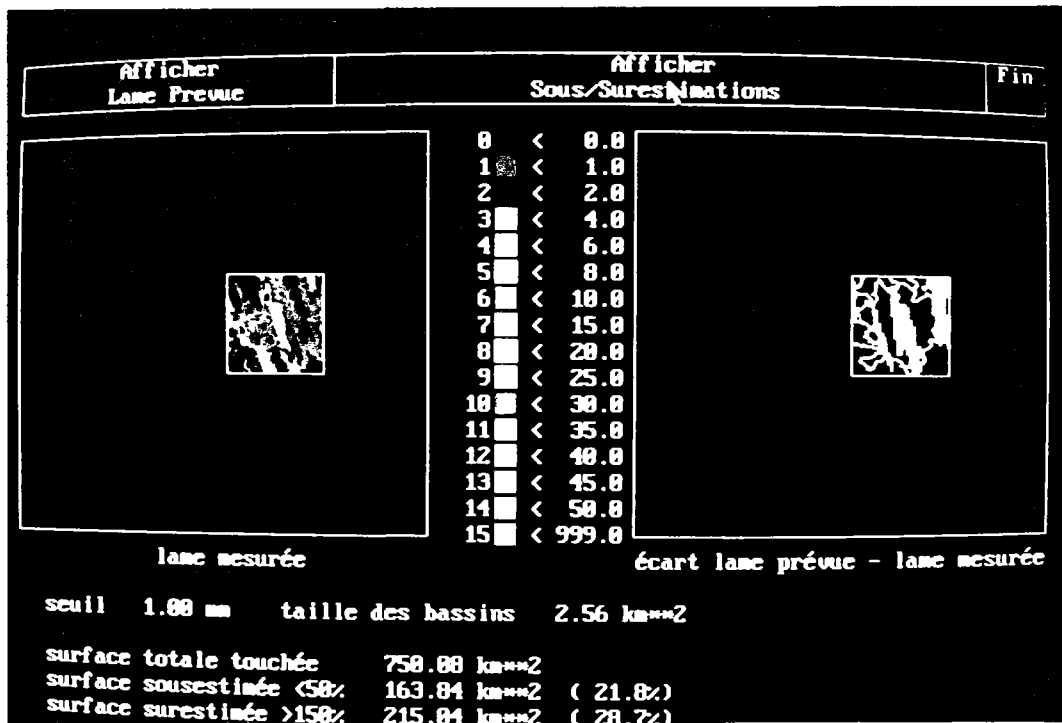 Afficher
Lame Prevue
Afficher
Sous/Surestimations
Fin
0 < 0.0
1 < 1.0
2 < 2.0
3 < 4.0
4 < 6.0
5 < 8.0
6 < 10.0
7 < 15.0
8 < 20.0
9 < 25.0
10 < 30.0
11 < 35.0
12 < 40.0
13 < 45.0
14 < 50.0
15 < 999.0
lame mesurée
écart lame prévue - lame mesurée
seuil 1.00 mm taille des bassins 2.56 km**2
surface totale touchée 750.08 km**2
surface sousestimée <50% 163.84 km**2 ( 21.8%)
surface surestimée >150% 215.04 km**2 ( 28.7%)